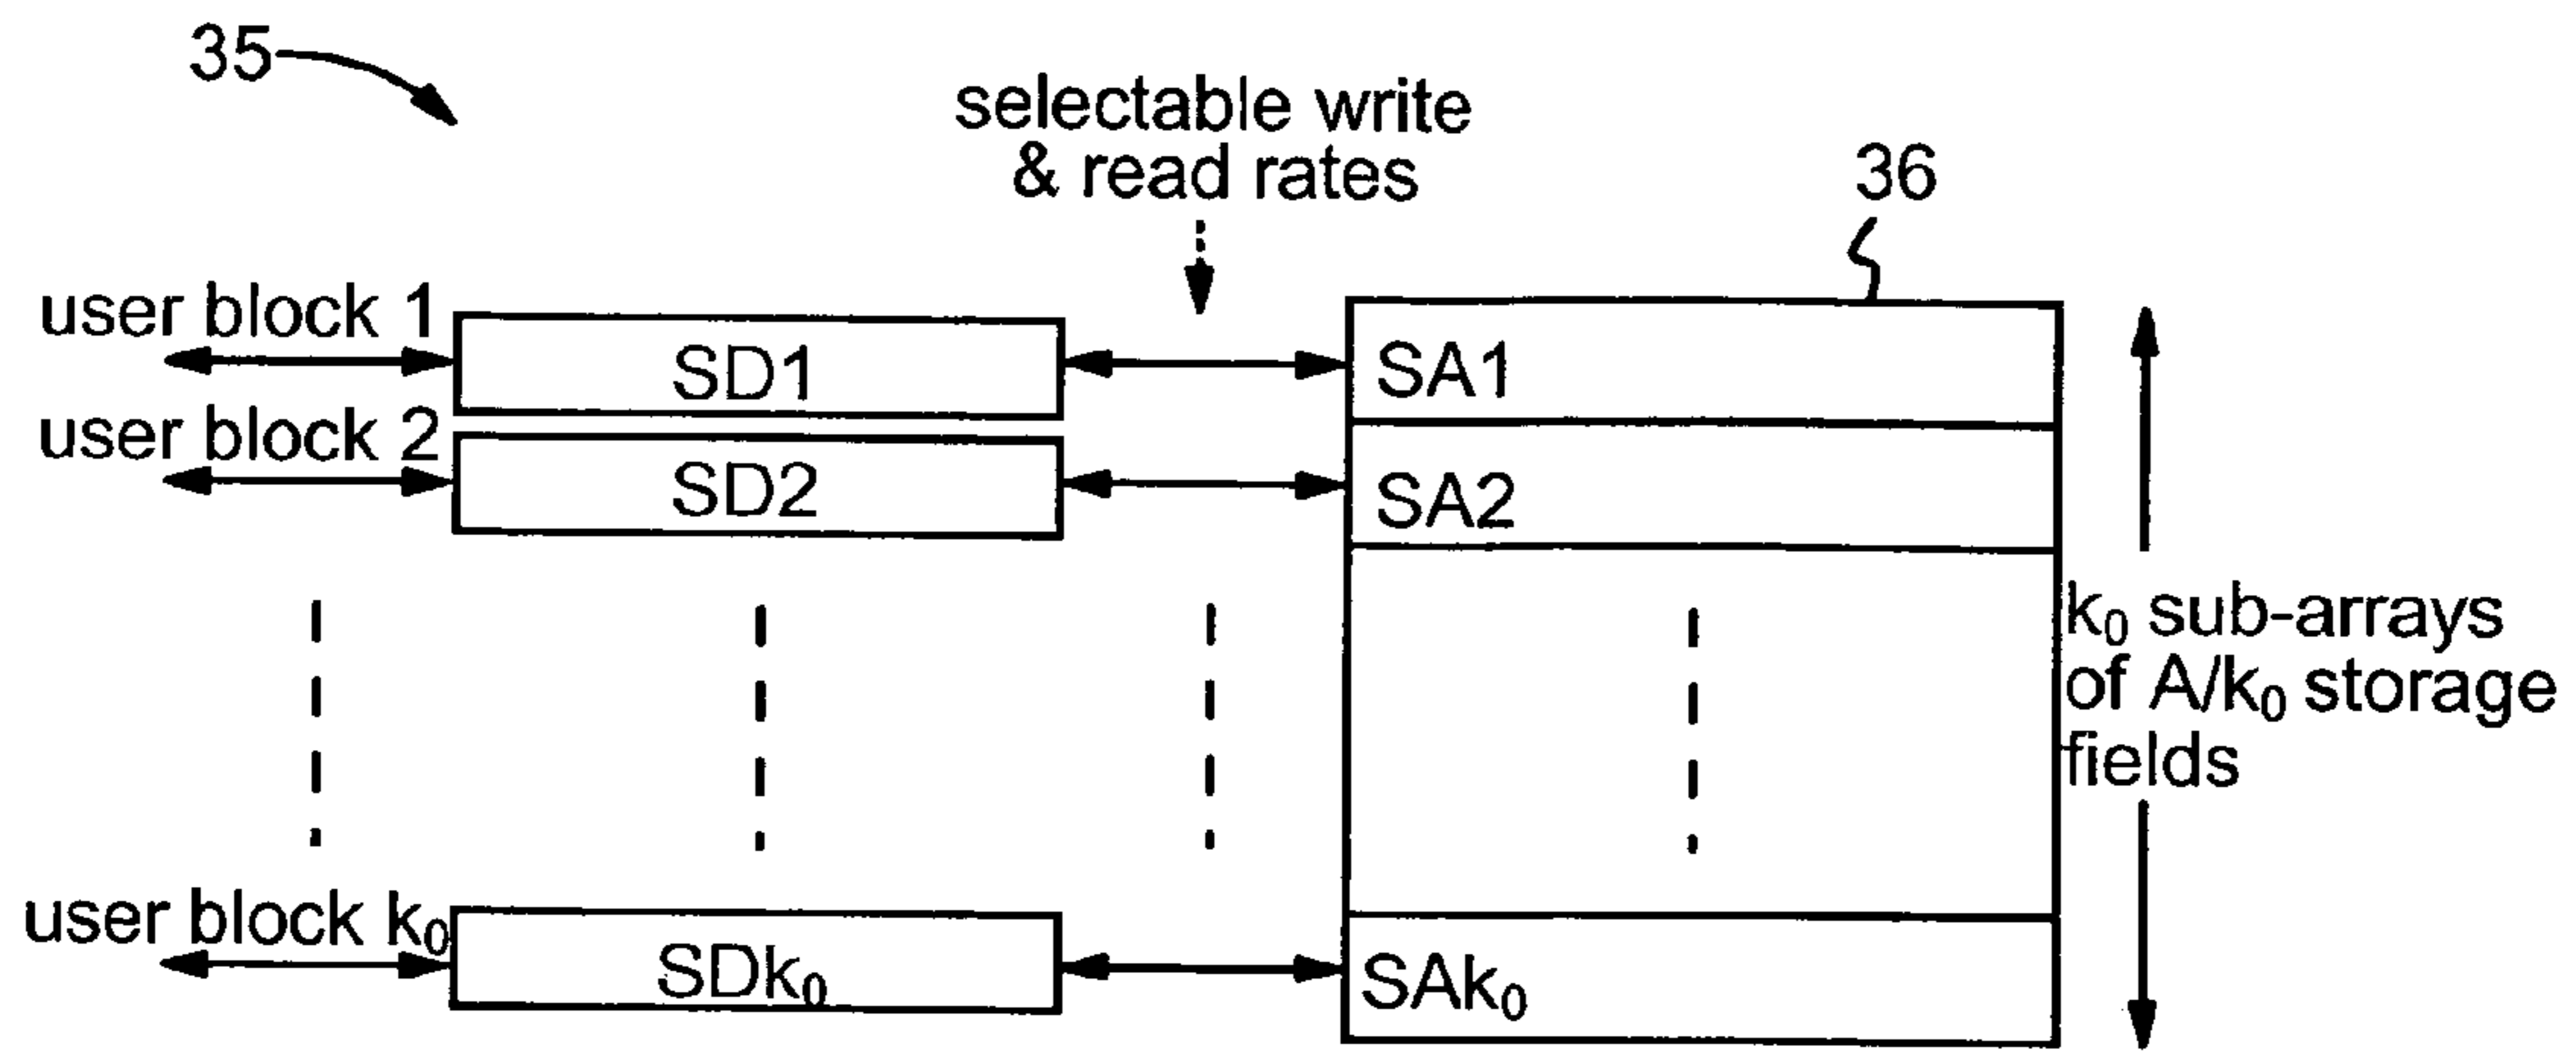 35
selectable write
& read rates
36
user block 1
SD1
SA1
user block 2
SD2
SA2
k₀ sub-arrays
of A/k₀ storage
fields
user block k₀
SDk₀
SAk₀